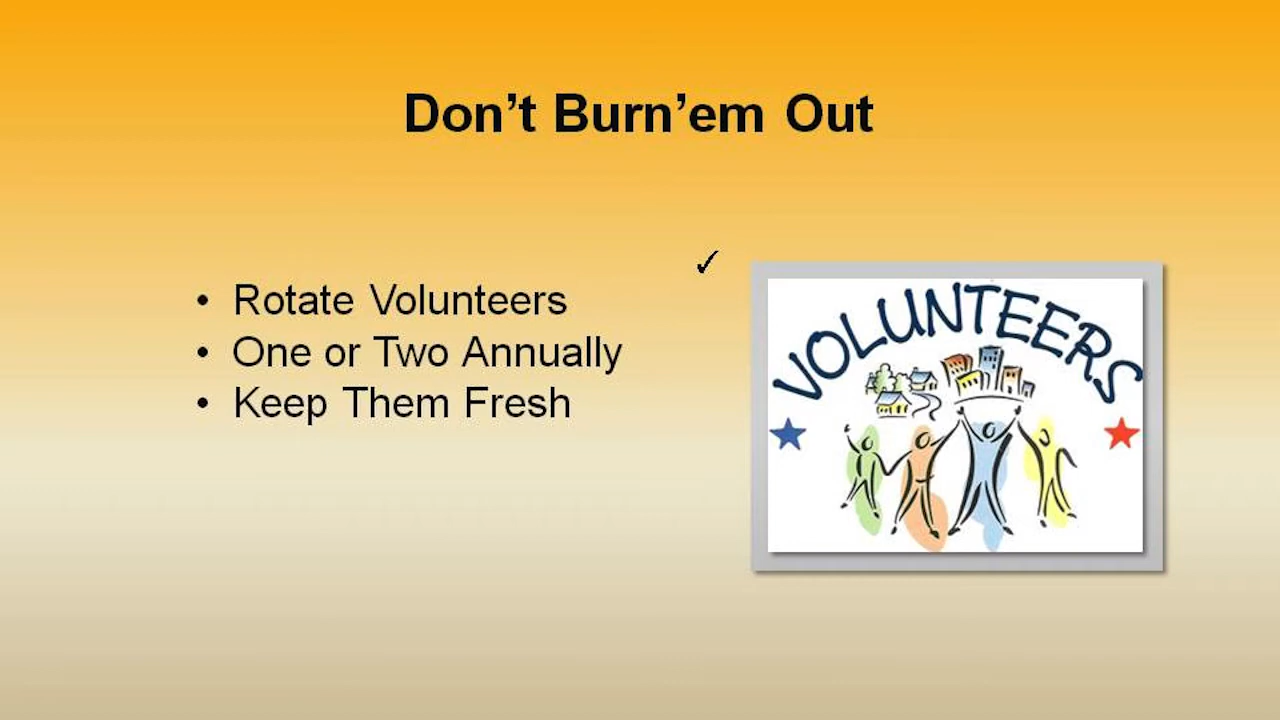 Don’t Burn’em Out
• Rotate Volunteers
• One or Two Annually
• Keep Them Fresh
✓
VOLUNTEERS